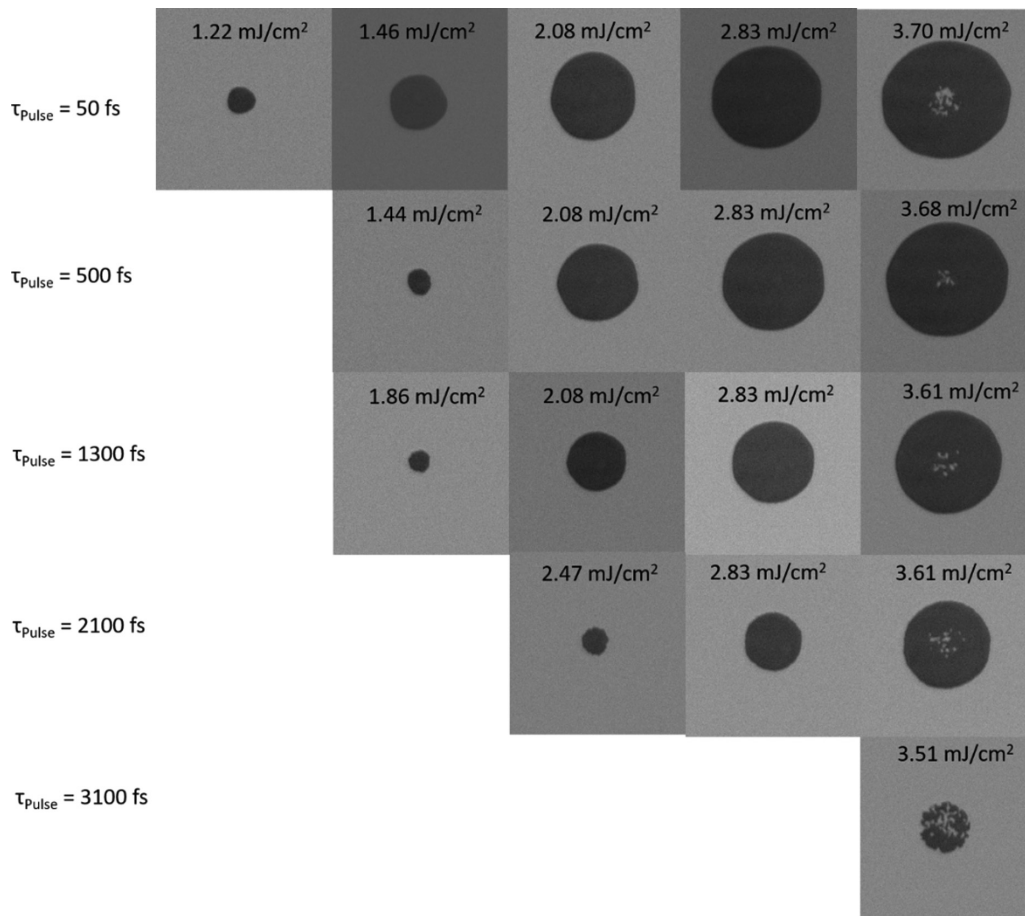 1.22 mJ/cm² 1.46 mJ/cm² 2.08 mJ/cm² 2.83 mJ/cm² 3.70 mJ/cm²
τPulse = 50 fs
1.44 mJ/cm² 2.08 mJ/cm² 2.83 mJ/cm² 3.68 mJ/cm²
τPulse = 500 fs
1.86 mJ/cm² 2.08 mJ/cm² 2.83 mJ/cm² 3.61 mJ/cm²
τPulse = 1300 fs
2.47 mJ/cm² 2.83 mJ/cm² 3.61 mJ/cm²
τPulse = 2100 fs
3.51 mJ/cm²
τPulse = 3100 fs